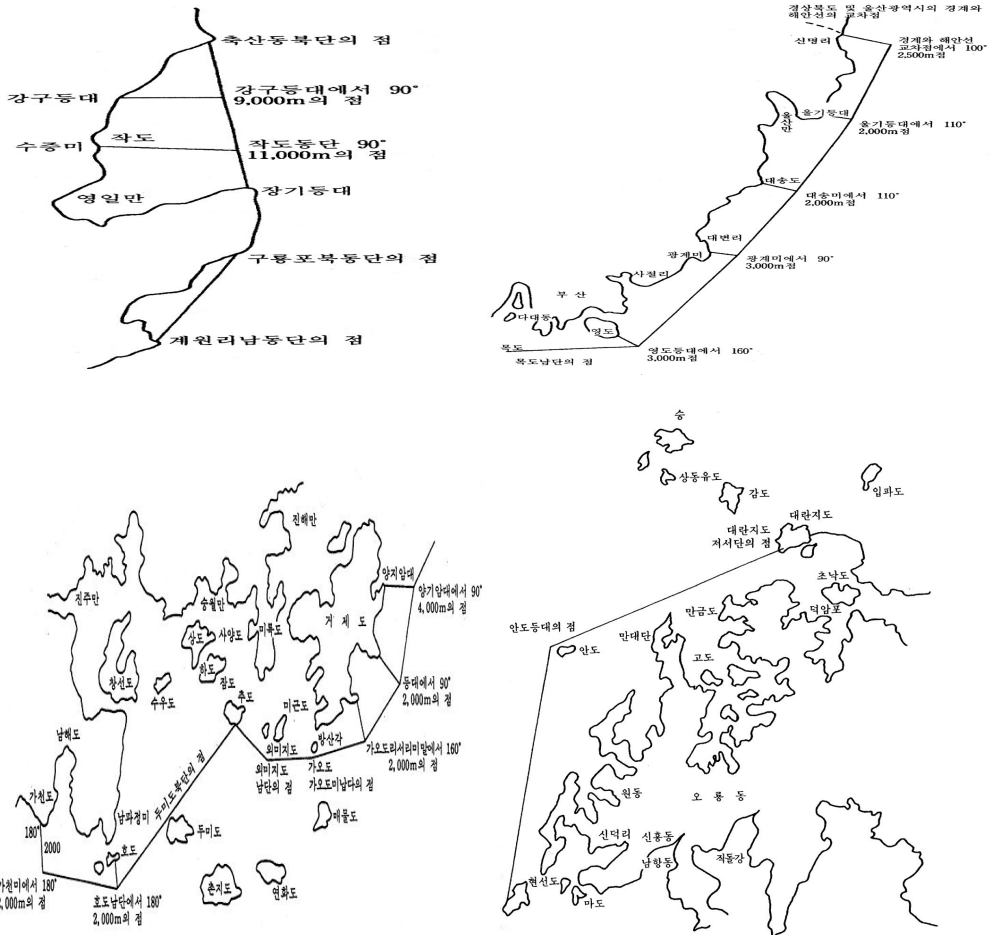 축산동북단의 점
강구등대
강구등대에서 90°
9,000m의 점
수중미
작도
작도동단 90°
11,000m의 점
영일만
장기등대
구룡포북동단의 점
계원리남동단의 점
경상북도 및 울산광역시의 경계와
해안선의 교차점
신명리
경계와 해안선
교차점에서 100°
2,500m점
울산만
울기등대
울기등대에서 110°
2,000m점
대송도
대송미에서 110°
2,000m점
대변리
광계미
광계미에서 90°
3,000m점
사절리
부산
다대동
영도
목도
목도남단의 점
영도등대에서 160°
3,000m점
진해만
양지암대
양기암대에서 90°
4,000m의 점
진주만
숭월만
거제도
상도
사양도
미륵도
화도
잠도
창선도
수우도
추도
미근도
등대에서 90°
2,000m의 점
남해도
외미지도
방산각
가오도리서리미말에서 160°
2,000m의 점
외미지도
남단의 점
가오도
가오도미남다의 점
두미도북단의 점
가천도
남파정미
180°
2000
호도
두미도
매물도
가천미에서 180°
2,000m의 점
호도남단에서 180°
2,000m의 점
촌지도
연화도
승
상동유도
감도
입파도
대란지도
대란지도
저서단의 점
초낙도
만금도
덕암포
안도등대의 점
만대단
안도
고도
원동
오룡동
신덕리
신흥동
남항동
직돌강
현선도
마도